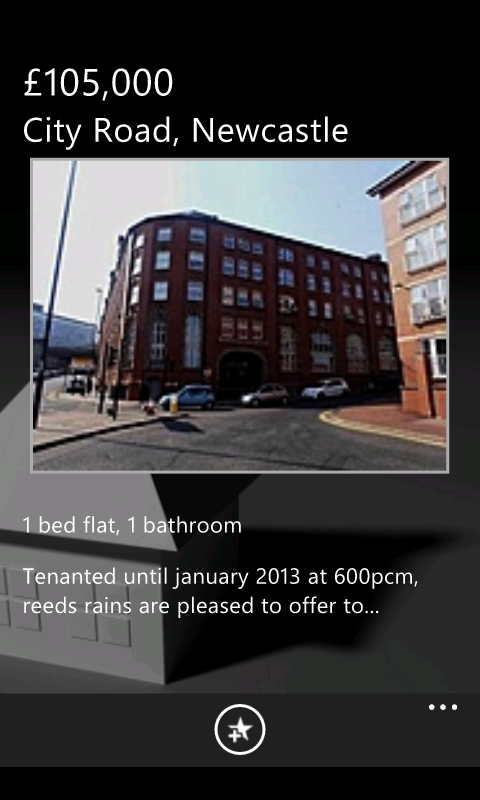 £105,000
City Road, Newcastle
1 bed flat, 1 bathroom
Tenanted until january 2013 at 600pcm,
reeds rains are pleased to offer to...